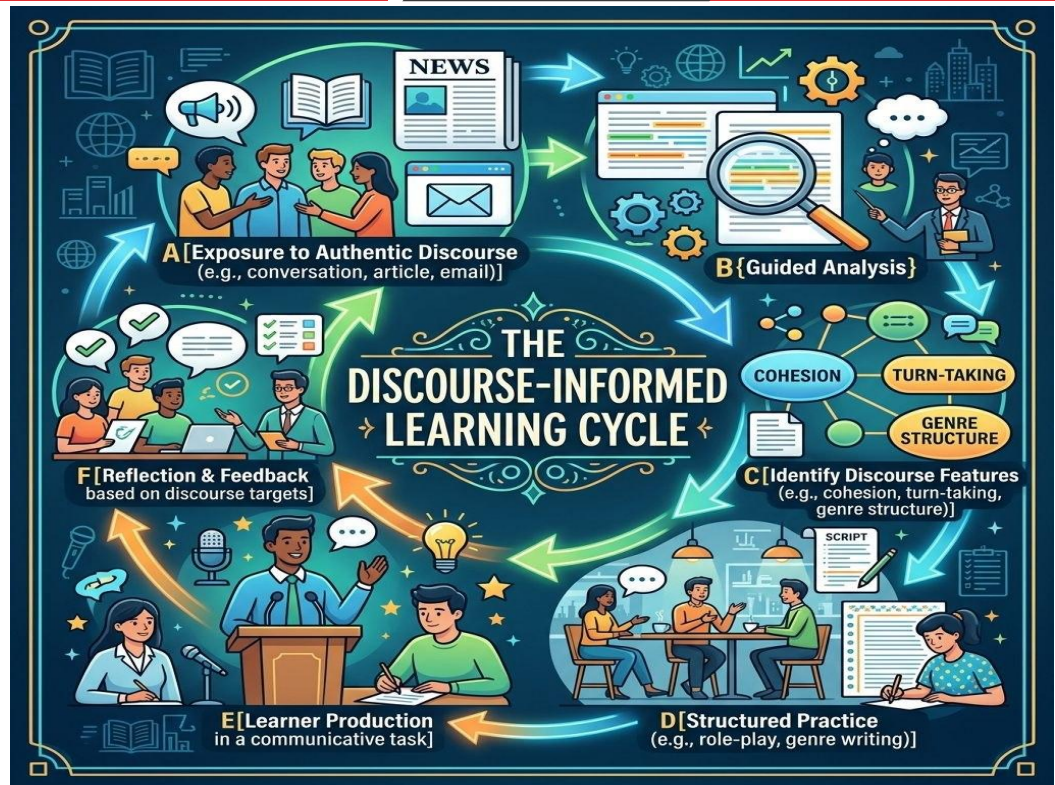 NEWS
A[Exposure to Authentic Discourse
(e.g., conversation, article, email)]
B{Guided Analysis}
THE
DISCOURSE-INFORMED
LEARNING CYCLE
COHESION
TURN-TAKING
GENRE
STRUCTURE
C[Identify Discourse Features
(e.g., cohesion, turn-taking,
genre structure)]
F[Reflection & Feedback
based on discourse targets]
SCRIPT
E[Learner Production
in a communicative task]
D[Structured Practice
(e.g., role-play, genre writing)]